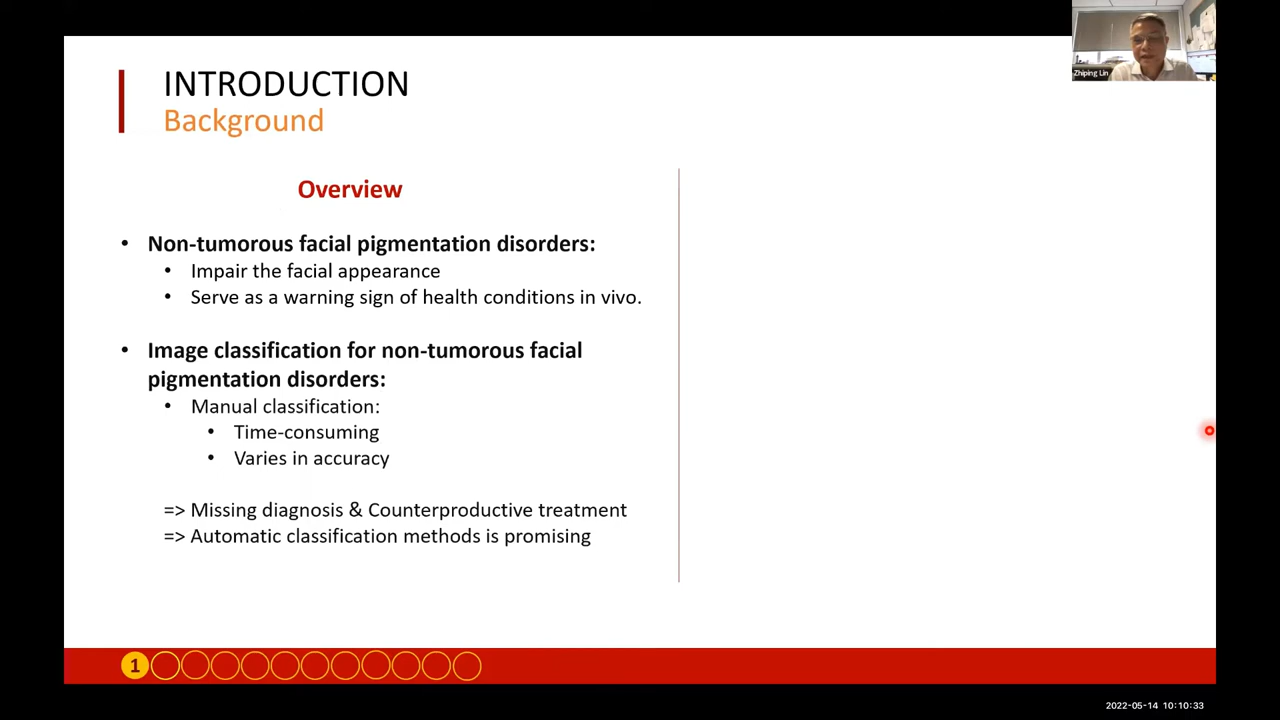 INTRODUCTION
Background
Zhiping Lin
Overview
• Non-tumorous facial pigmentation disorders:
• Impair the facial appearance
• Serve as a warning sign of health conditions in vivo.
• Image classification for non-tumorous facial
pigmentation disorders:
• Manual classification:
• Time-consuming
• Varies in accuracy
=> Missing diagnosis & Counterproductive treatment
=> Automatic classification methods is promising
1
2022-05-14 10:10:33